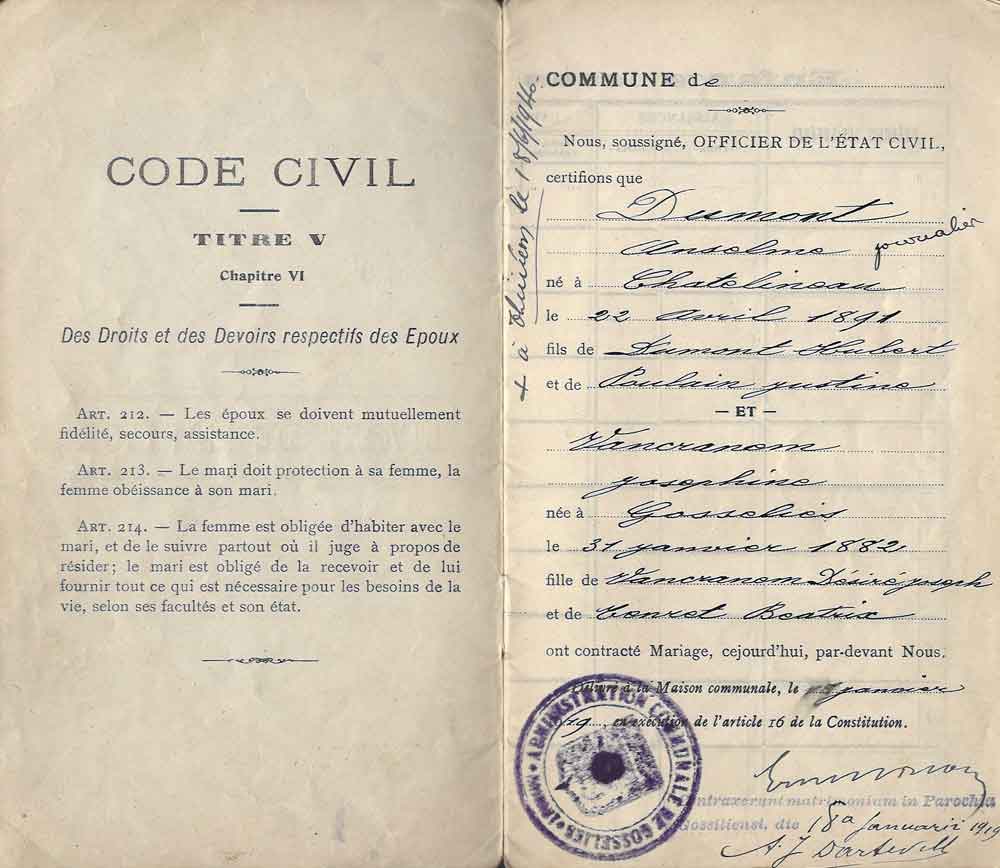 CODE CIVIL
TITRE V
Chapitre VI
Des Droits et des Devoirs respectifs des Epoux
ART. 212. — Les époux se doivent mutuellement
fidélité, secours, assistance.
ART. 213. — Le mari doit protection à sa femme, la
femme obéissance à son mari.
ART. 214. — La femme est obligée d'habiter avec le
mari, et de le suivre partout où il juge à propos de
résider; le mari est obligé de la recevoir et de lui
fournir tout ce qui est nécessaire pour les besoins de la
vie, selon ses facultés et son état.
COMMUNE de
Nous, soussigné, OFFICIER DE L'ÉTAT CIVIL,
certifions que
Dumont
Anselme journalier
né à Chatelineau
le 22 Avril 1891
fils de Dumont Hubert
et de Poulain Justine
— ET —
Vancranem
Joséphine
née à Gosselies
le 31 janvier 1882
fille de Vancranem Désiré Joseph
et de Beatrix
ont contracté Mariage, cejourd'hui, par-devant Nous.
Délivré à la Maison communale, le janvier
19, en exécution de l'article 16 de la Constitution.
ADMINISTRATION COMMUNALE DE GOSSELIES
contraxerunt matrimonium in Parochia
Gossiliensi, die 18a Januarii 1919
+ à le 18/6/1940